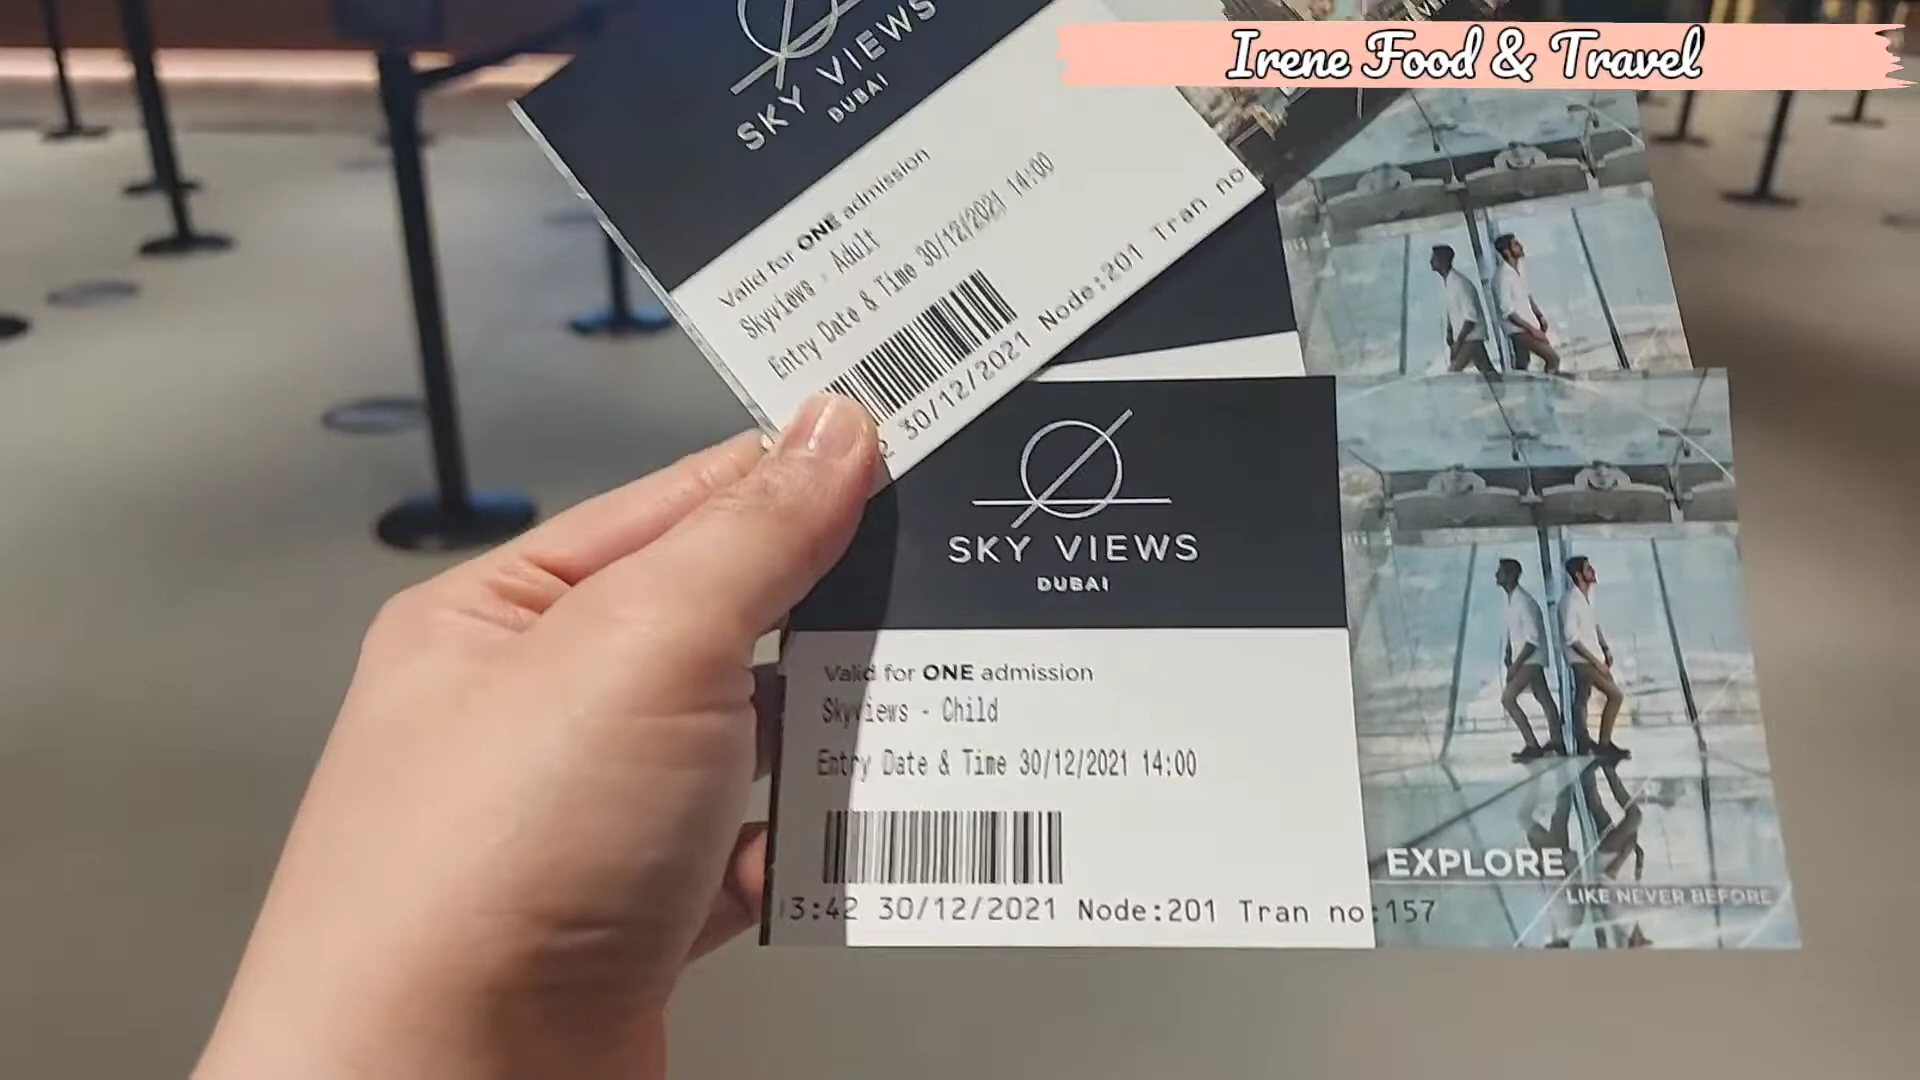 Irene Food & Travel
SKY VIEWS
DUBAI
Valid for ONE admission
Skyviews - Adult
Entry Date & Time 30/12/2021 14:00
30/12/2021 Node:201 Tran no
SKY VIEWS
DUBAI
Valid for ONE admission
Skyviews - Child
Entry Date & Time 30/12/2021 14:00
3:42 30/12/2021 Node:201 Tran no:157
EXPLORE
LIKE NEVER BEFORE